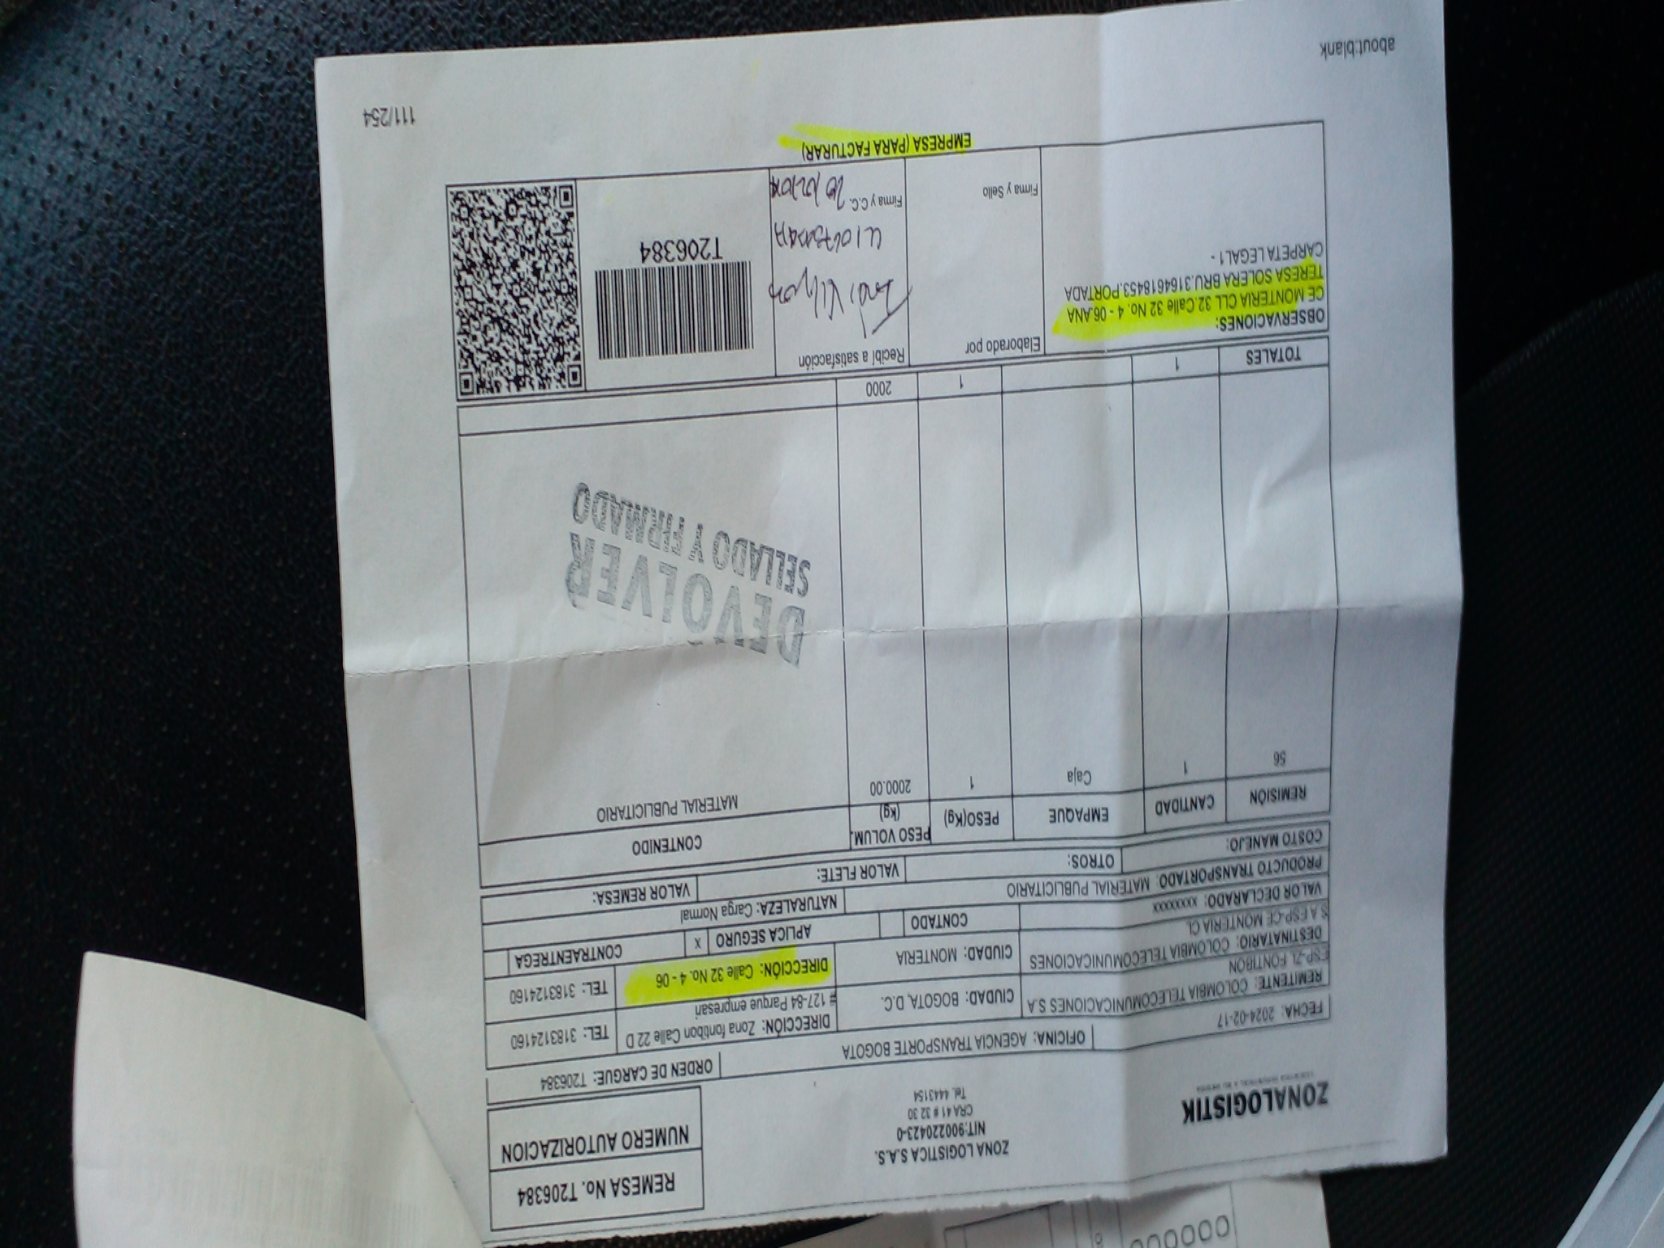 ZONALOGISTIK
ZONA LOGISTICA S.A.S.
NIT:900220423-0
CRA 41 # 32 30
Tel. 4443154
REMESA No. T206384
NUMERO AUTORIZACION
FECHA: 2024-02-17
OFICINA: AGENCIA TRANSPORTE BOGOTA
ORDEN DE CARGUE: T206384
REMITENTE: COLOMBIA TELECOMUNICACIONES S A
ESP-ZL FONTIBON
CIUDAD: BOGOTA, D.C.
DIRECCIÓN: Zona fontibon Calle 22 D
# 127-84 Parque empresari
TEL: 3183124160
DESTINATARIO: COLOMBIA TELECOMUNICACIONES
S A ESP-CE MONTERIA CL
CIUDAD: MONTERIA
DIRECCIÓN: Calle 32 No. 4 - 06
TEL: 3183124160
VALOR DECLARADO: xxxxxxx
CONTADO
APLICA SEGURO x
CONTRAENTREGA
PRODUCTO TRANSPORTADO: MATERIAL PUBLICITARIO
NATURALEZA: Carga Normal
COSTO MANEJO:
OTROS:
VALOR FLETE:
VALOR REMESA:
REMISIÓN CANTIDAD EMPAQUE PESO(Kg) PESO VOLUM. (kg) CONTENIDO
56 1 Caja 1 2000.00 MATERIAL PUBLICITARIO
DEVOLVER
SELLADO Y FIRMADO
TOTALES 1 1 2000
OBSERVACIONES:
CE MONTERIA CLL 32 Calle 32 No. 4 - 06.ANA
TERESA SOLERA BRU.3164618453.PORTADA
CARPETA LEGAL1 -
Elaborado por
Firma y Sello
Recibi a satisfacción
Firma y C.C.
T206384
EMPRESA (PARA FACTURAR)
about:blank
111/254